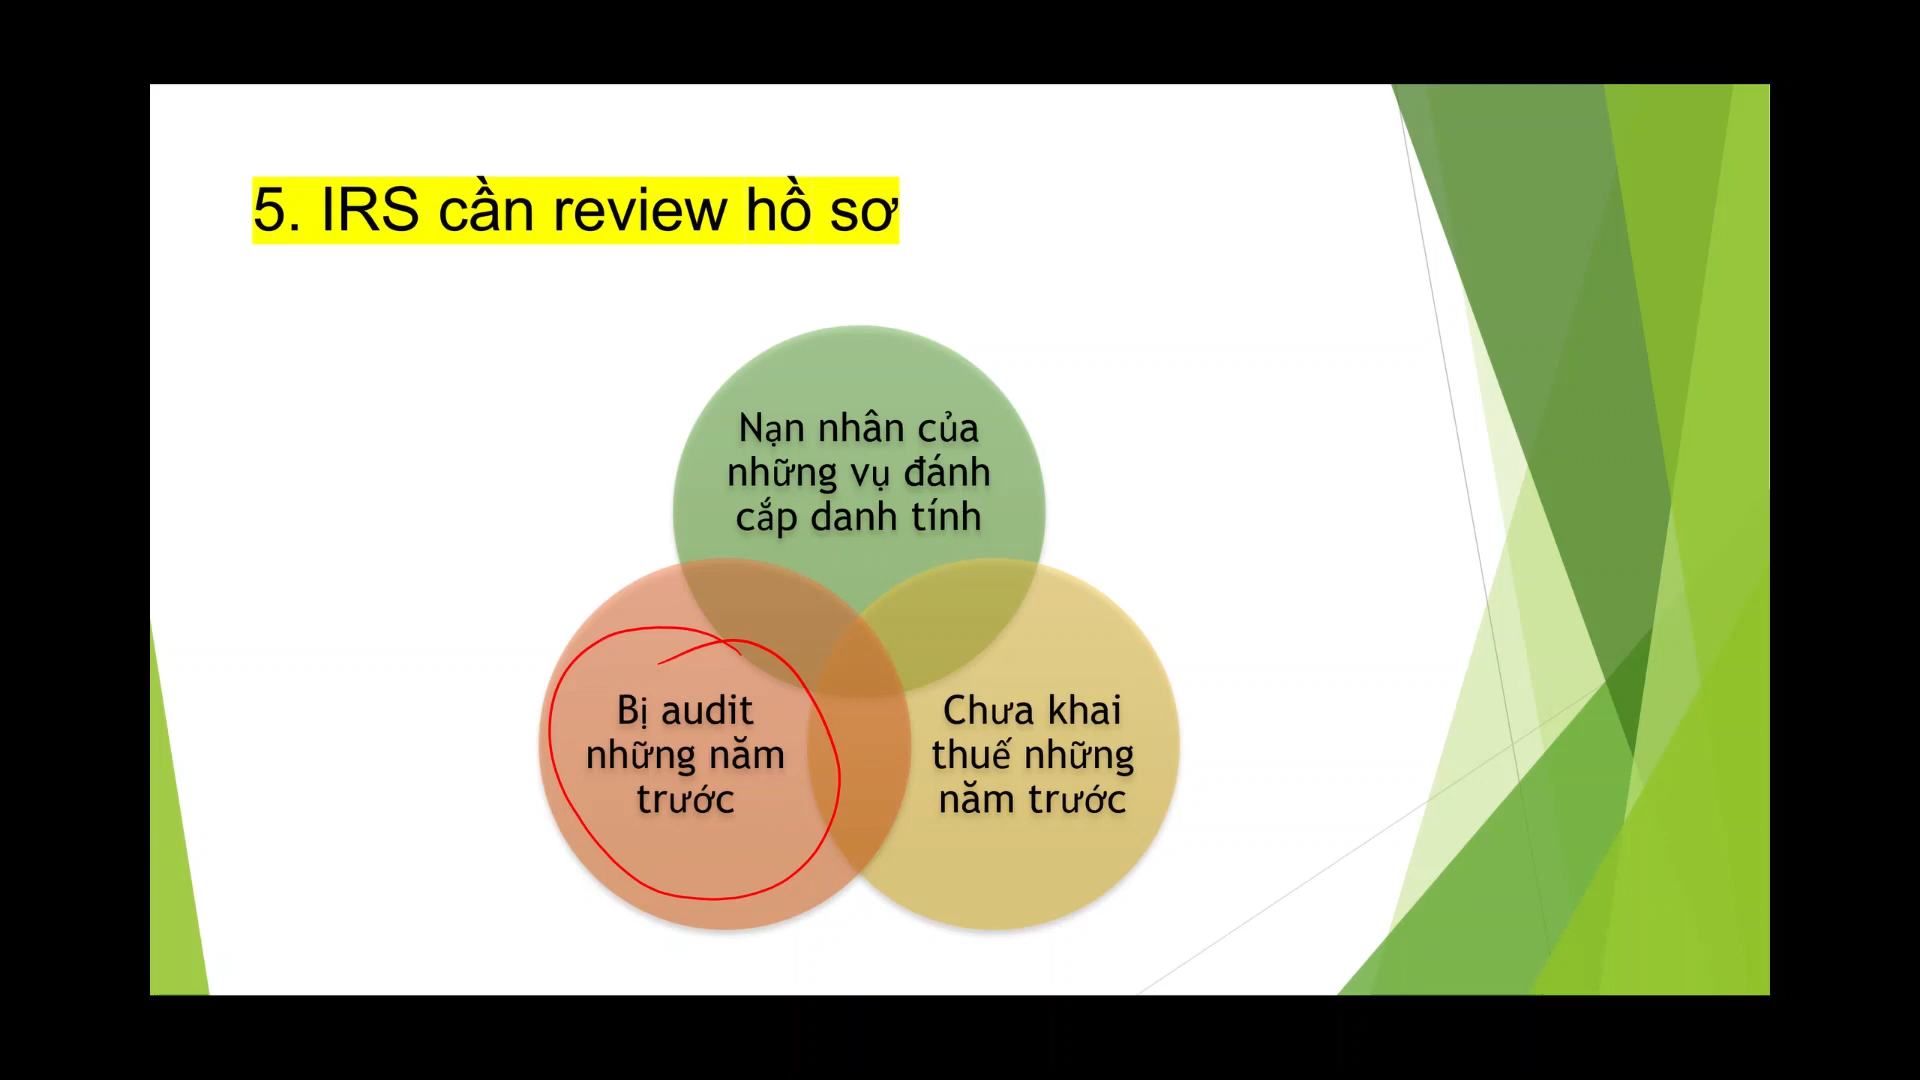 5. IRS cần review hồ sơ
Nạn nhân của
những vụ đánh
cắp danh tính
Bị audit
những năm
trước
Chưa khai
thuế những
năm trước